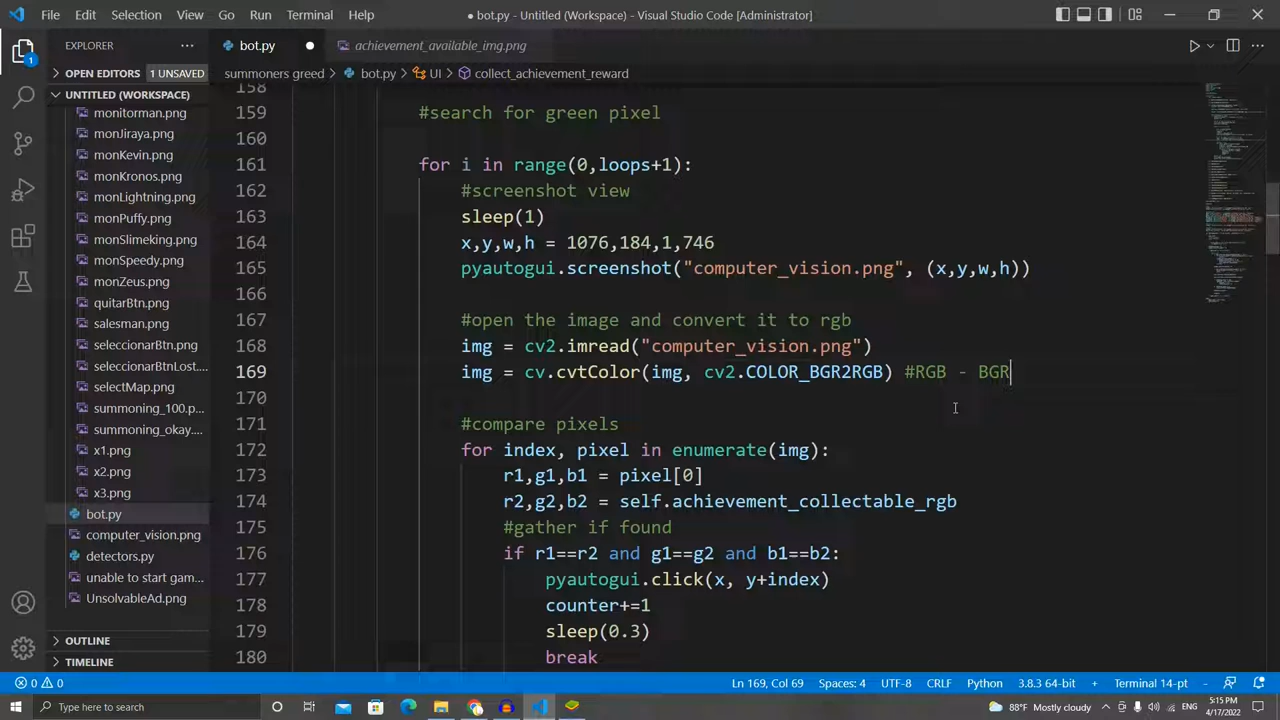 File Edit Selection View Go Run Terminal Help
● bot.py - Untitled (Workspace) - Visual Studio Code [Administrator]
EXPLORER
bot.py
achievement_available_img.png
OPEN EDITORS 1 UNSAVED
summoners greed > bot.py > UI > collect_achievement_reward
UNTITLED (WORKSPACE)
monitorman.png
monJiraya.png
monKevin.png
monKronos.png
monLightning.png
monPuffy.png
monSlimeking.png
monSpeedy.png
monZeus.png
quitarBtn.png
salesman.png
seleccionarBtn.png
seleccionarBtnLost...
selectMap.png
summoning_100.p...
summoning_okay....
x1.png
x2.png
x3.png
bot.py
computer_vision.png
detectors.py
unable to start gam...
UnsolvableAd.png
OUTLINE
TIMELINE
158
159 #search for green pixel
160
161 for i in range(0,loops+1):
162 #screenshot view
163 sleep(1)
164 x,y,w,h = 1076,184,1,746
165 pyautogui.screenshot("computer_vision.png", (x,y,w,h))
166
167 #open the image and convert it to rgb
168 img = cv2.imread("computer_vision.png")
169 img = cv.cvtColor(img, cv2.COLOR_BGR2RGB) #RGB - BGR
170
171 #compare pixels
172 for index, pixel in enumerate(img):
173 r1,g1,b1 = pixel[0]
174 r2,g2,b2 = self.achievement_collectable_rgb
175 #gather if found
176 if r1==r2 and g1==g2 and b1==b2:
177 pyautogui.click(x, y+index)
178 counter+=1
179 sleep(0.3)
180 break
0 0 Ln 169, Col 69 Spaces: 4 UTF-8 CRLF Python 3.8.3 64-bit + Terminal 14-pt -
Type here to search
88°F Mostly cloudy
ENG
5:15 PM
4/17/2022